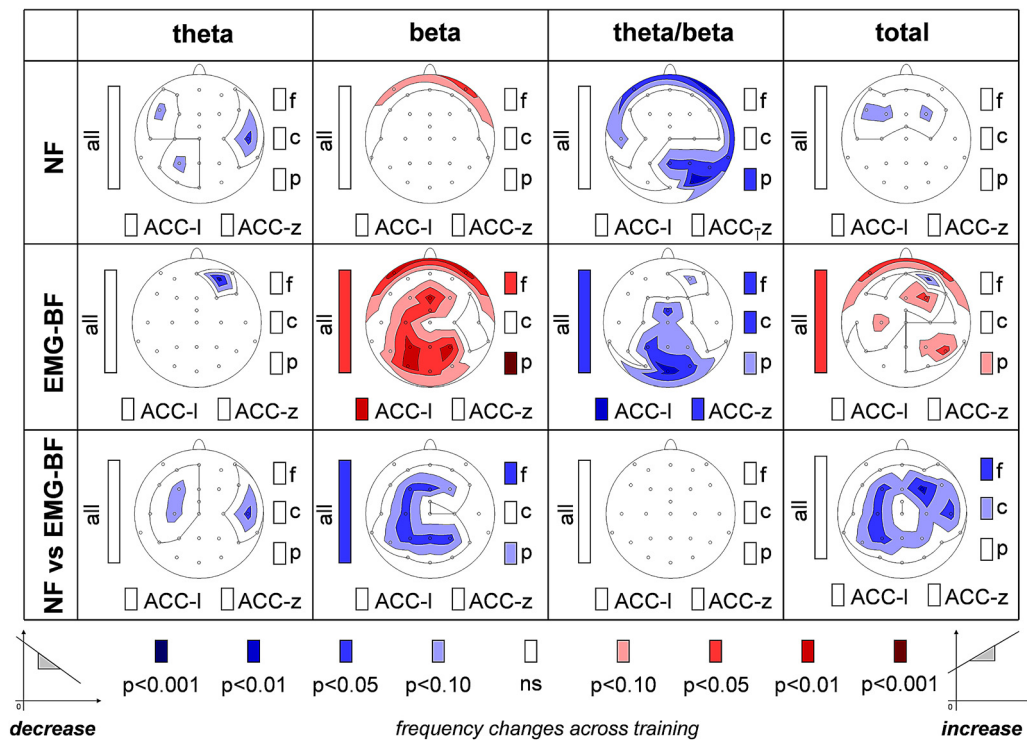 theta beta theta/beta total
NF
all f c p ACC-l ACC-z
all f c p ACC-l ACC-z
all f c p ACC-l ACC-z
all f c p ACC-l ACC-z
EMG-BF
all f c p ACC-l ACC-z
all f c p ACC-l ACC-z
all f c p ACC-l ACC-z
all f c p ACC-l ACC-z
NF vs EMG-BF
all f c p ACC-l ACC-z
all f c p ACC-l ACC-z
all f c p ACC-l ACC-z
all f c p ACC-l ACC-z
p<0.001 p<0.01 p<0.05 p<0.10 ns p<0.10 p<0.05 p<0.01 p<0.001
0 0
decrease frequency changes across training increase